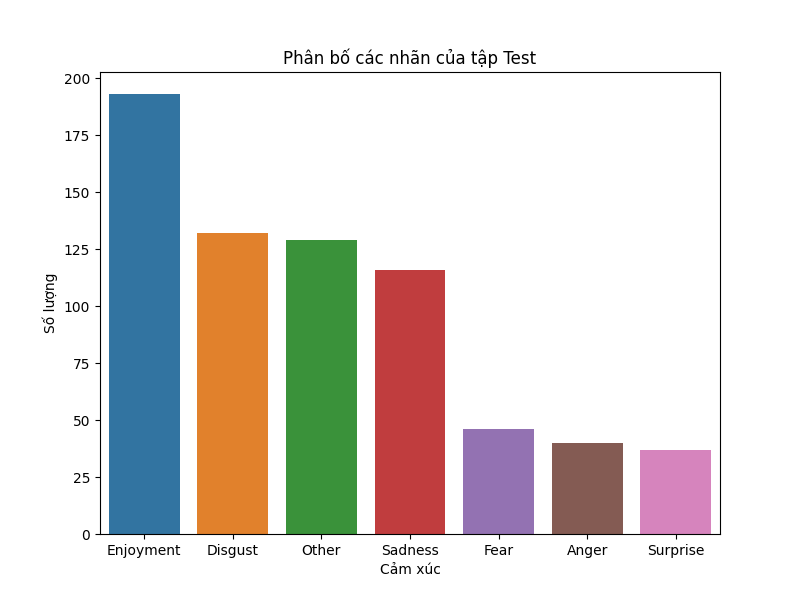 Phân bố các nhãn của tập Test
200
175
150
125
100
75
50
25
0
Số lượng
Enjoyment Disgust Other Sadness Fear Anger Surprise
Cảm xúc